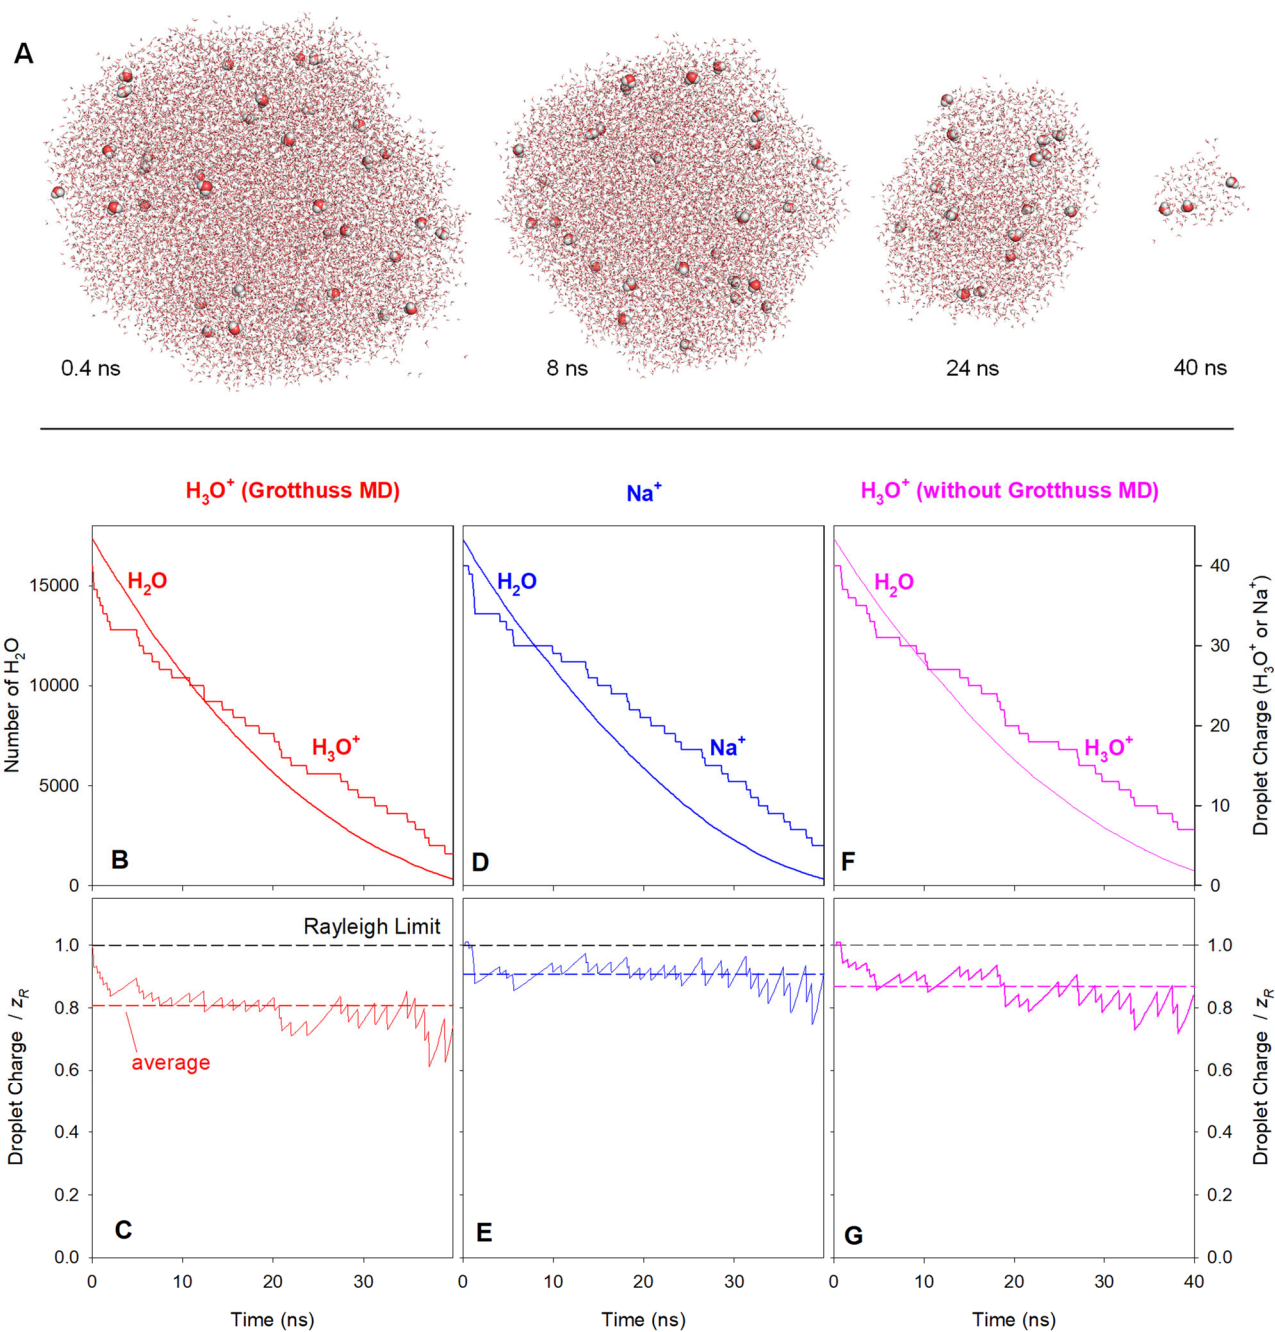 A
0.4 ns
8 ns
24 ns
40 ns
H₃O⁺ (Grotthuss MD)
Na⁺
H₃O⁺ (without Grotthuss MD)
Number of H₂O
15000
10000
5000
0
H₂O
H₃O⁺
B
H₂O
Na⁺
D
H₂O
H₃O⁺
F
40
30
20
10
0
Droplet Charge (H₃O⁺ or Na⁺)
Droplet Charge / z_R
1.0
0.8
0.6
0.4
0.2
0.0
Rayleigh Limit
average
C
E
G
1.0
0.8
0.6
0.4
0.2
0.0
Droplet Charge / z_R
0 10 20 30
0 10 20 30
0 10 20 30 40
Time (ns)
Time (ns)
Time (ns)